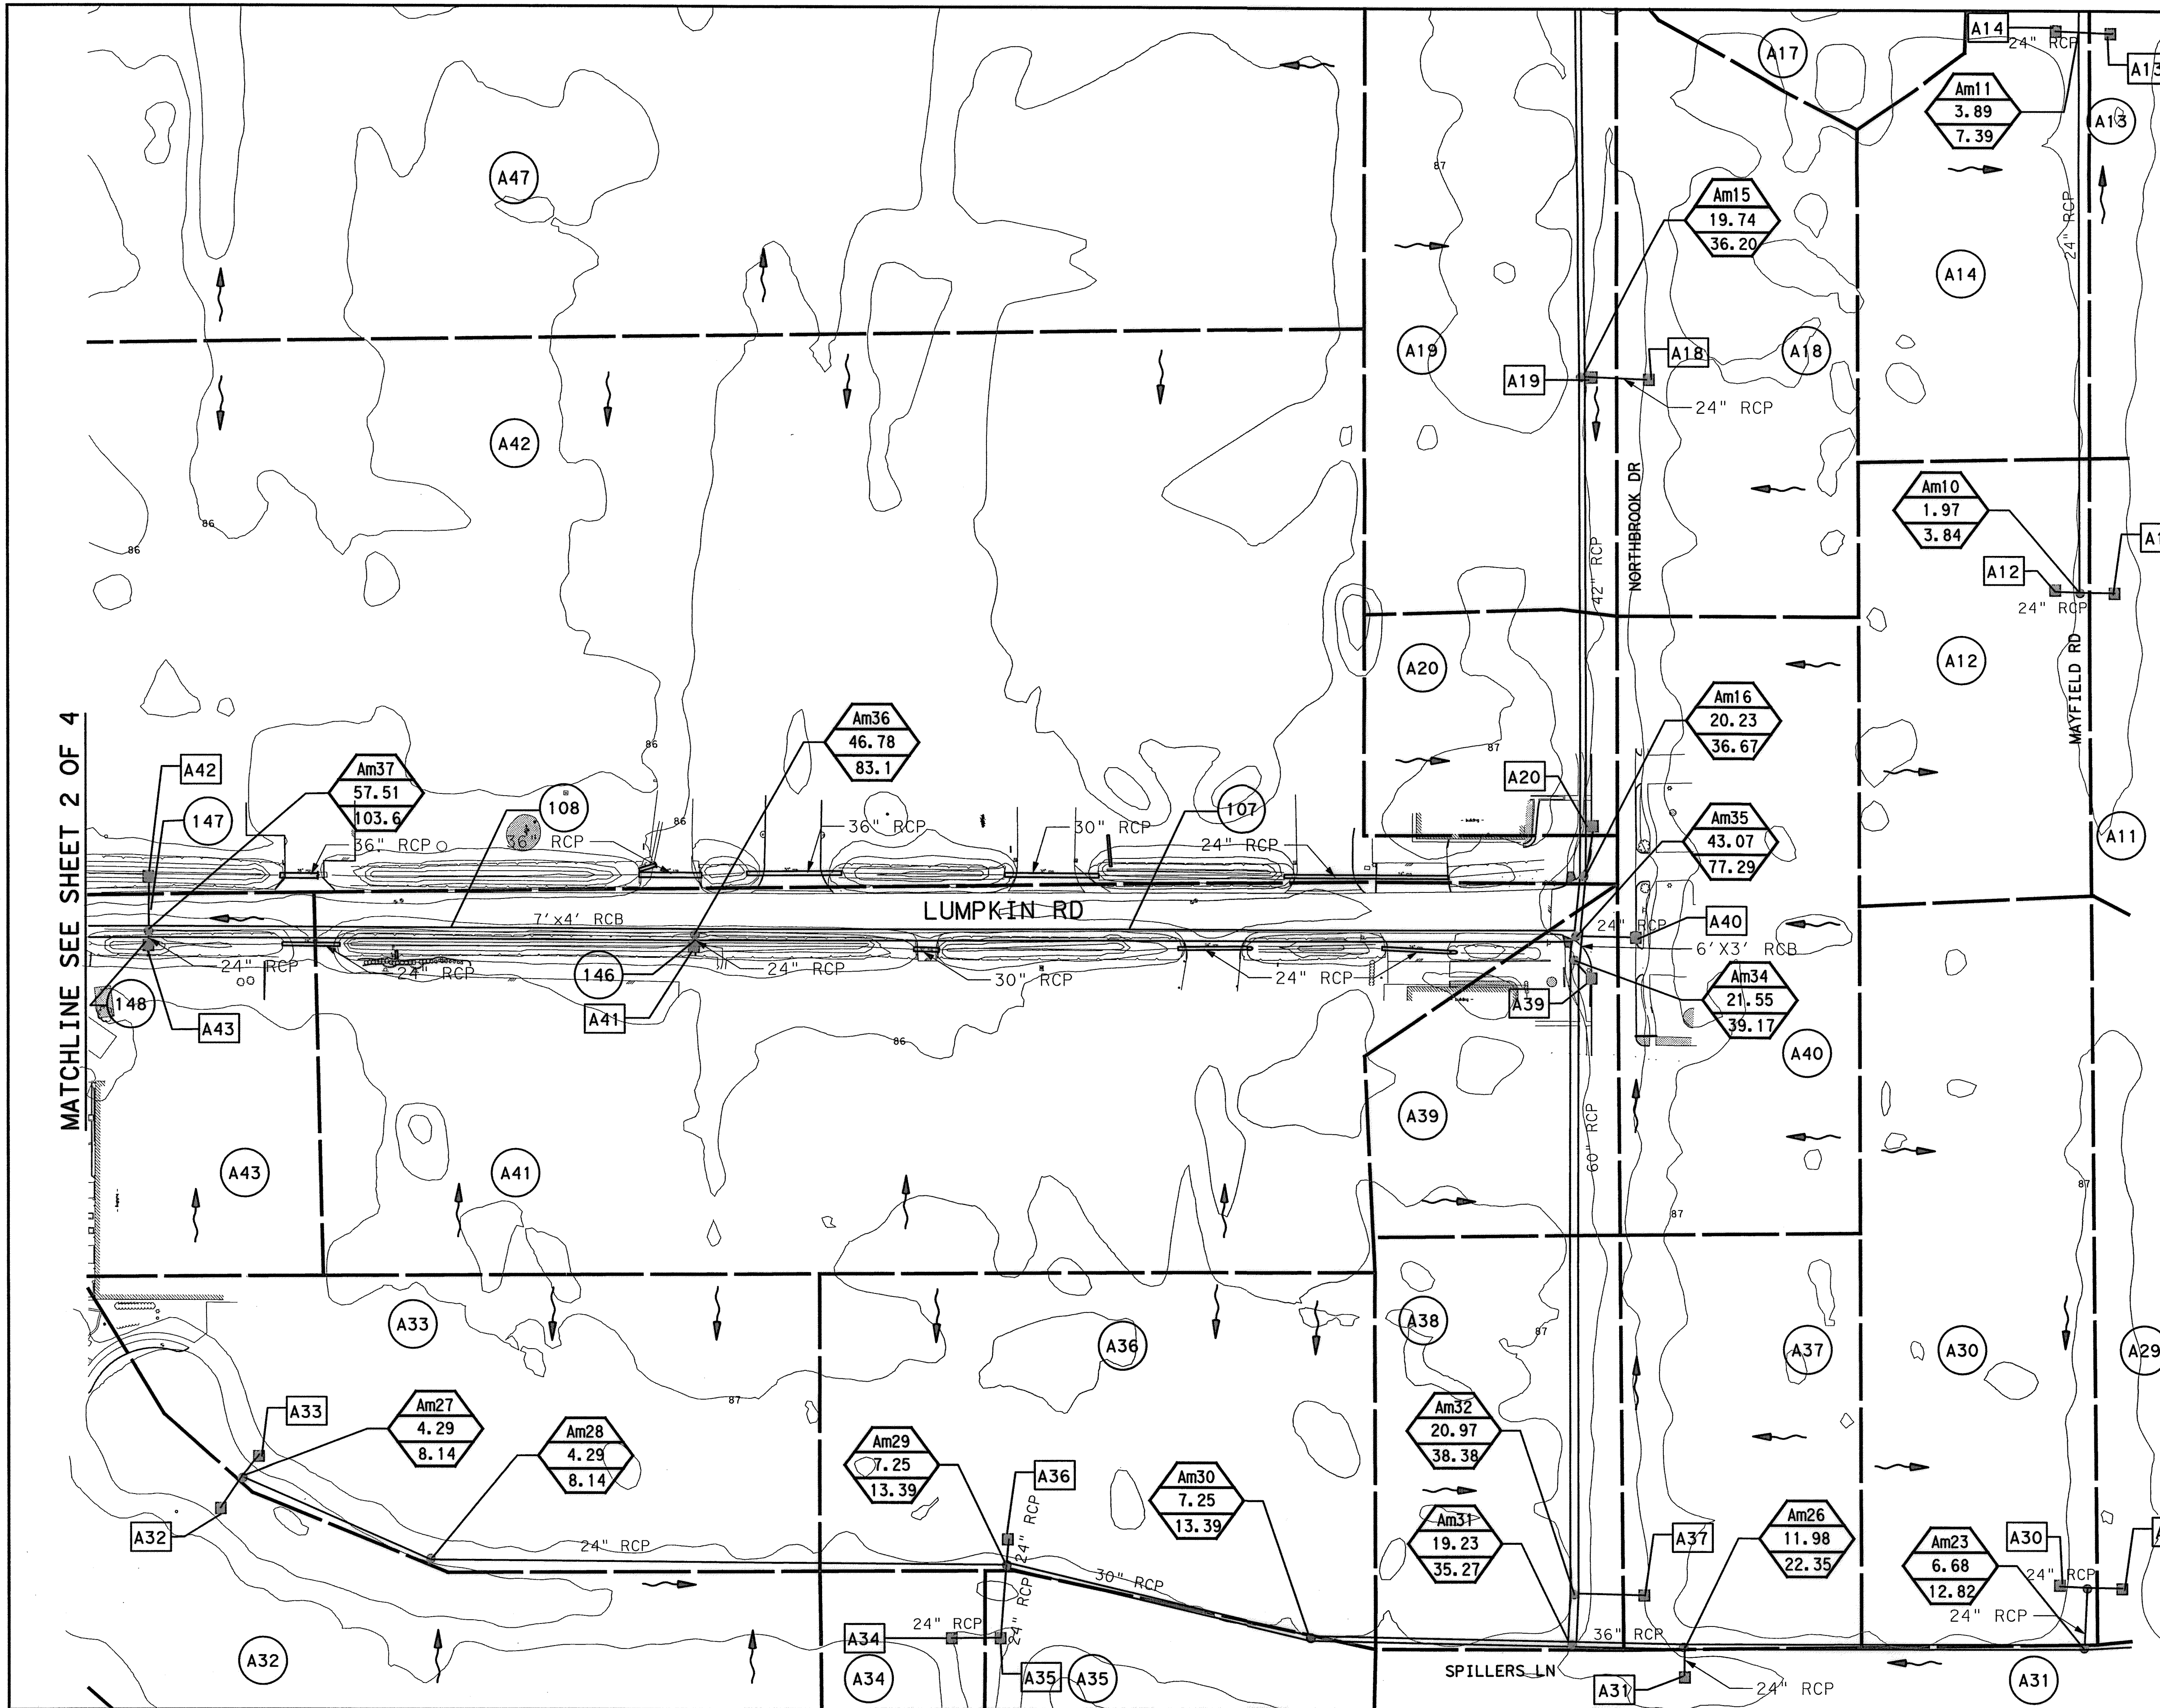 A14
24" RCP
A17
A13
Am11
3.89
7.39
A13
87
A47
Am15
19.74
36.20
24" RCP
A14
A19
A18
A18
A19
24" RCP
A42
NORTHBROOK DR
Am10
1.97
3.84
86
86
42" RCP
A12
24" RCP
A20
A12
MAYFIELD RD
MATCHLINE SEE SHEET 2 OF 4
Am36
46.78
83.1
Am16
20.23
36.67
86
87
A42
Am37
57.51
103.6
A20
147
108
107
86
36" RCP
36" RCP
36" RCP
30" RCP
24" RCP
Am35
43.07
77.29
A11
LUMPKIN RD
7'x4' RCB
24" RCP
A40
6'X3' RCB
24" RCP
24" RCP
146
24" RCP
30" RCP
24" RCP
Am34
21.55
39.17
148
A43
A41
A39
86
A40
A39
60" RCP
A43
A41
87
87
A33
A36
A38
87
A37
A30
A29
87
A33
Am27
4.29
8.14
Am28
4.29
8.14
Am29
7.25
13.39
A36
Am30
7.25
13.39
Am32
20.97
38.38
Am31
19.23
35.27
A37
Am26
11.98
22.35
Am23
6.68
12.82
A30
24" RCP
A32
24" RCP
24" RCP
30" RCP
24" RCP
24" RCP
24" RCP
A34
36" RCP
A32
A34
A35
A35
SPILLERS LN
A31
24" RCP
A31